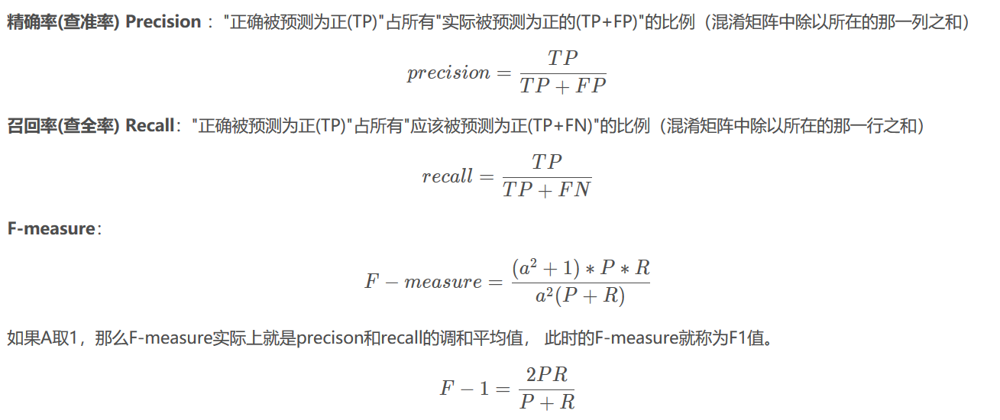 精确率(查准率) Precision ："正确被预测为正(TP)"占所有"实际被预测为正的(TP+FP)"的比例（混淆矩阵中除以所在的那一列之和）
precision = TP / TP + FP
召回率(查全率) Recall："正确被预测为正(TP)"占所有"应该被预测为正(TP+FN)"的比例（混淆矩阵中除以所在的那一行之和）
recall = TP / TP + FN
F-measure：
F − measure = (a² + 1) ∗ P ∗ R / a²(P + R)
如果A取1，那么F-measure实际上就是precison和recall的调和平均值， 此时的F-measure就称为F1值。
F − 1 = 2PR / P + R